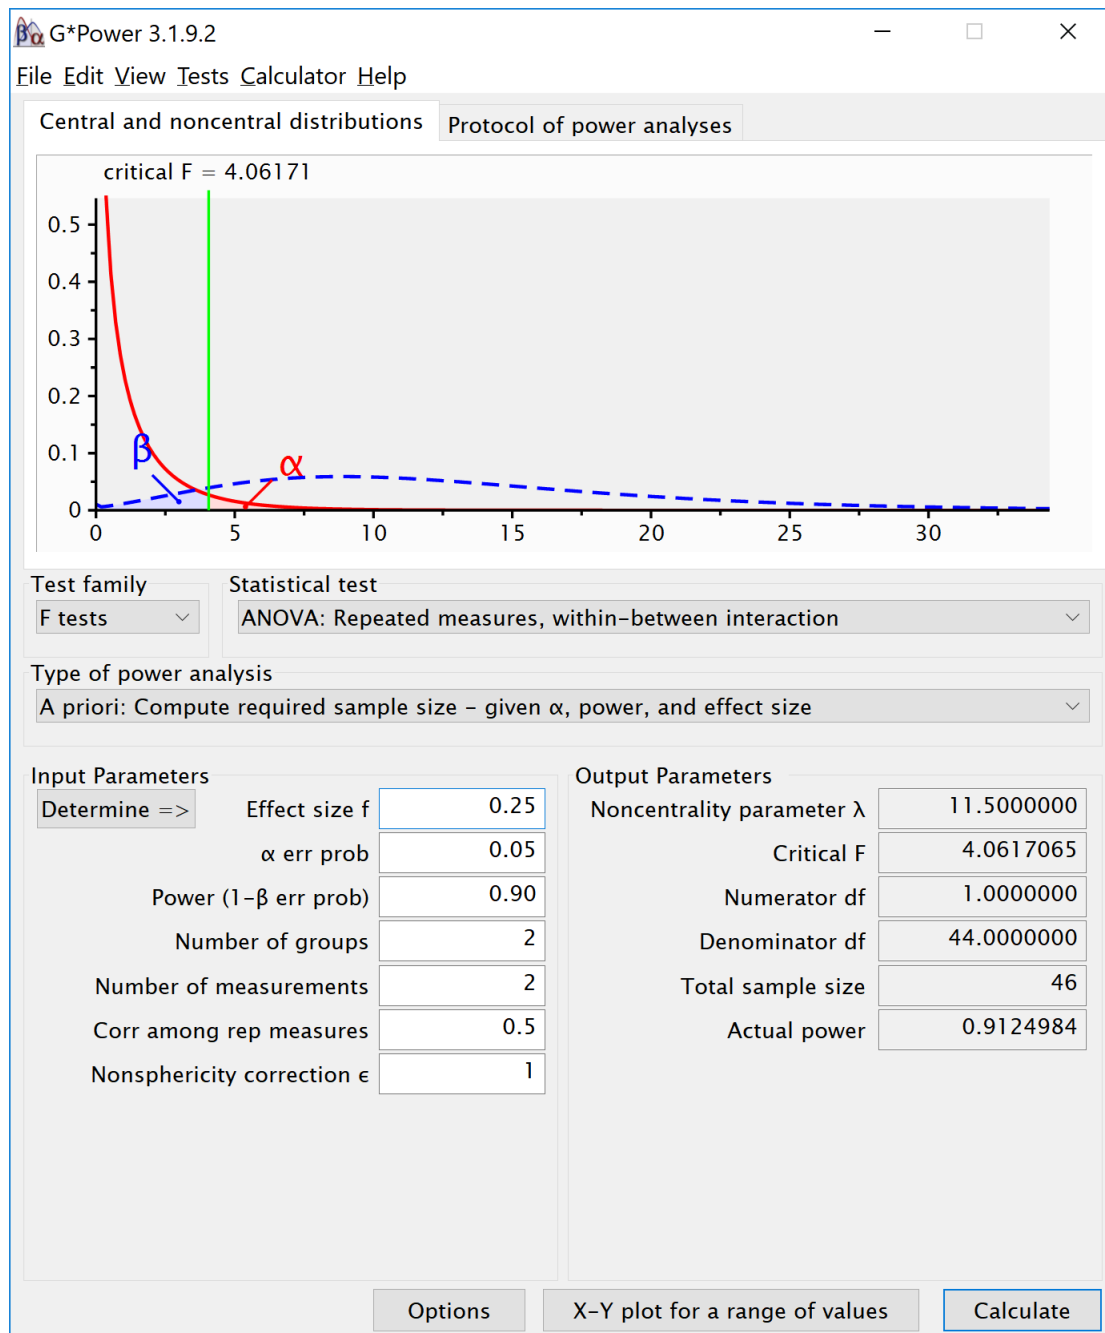 G*Power 3.1.9.2
File Edit View Tests Calculator Help
Central and noncentral distributions Protocol of power analyses
critical F = 4.06171
0.5
0.4
0.3
0.2
0.1
β α
0
0 5 10 15 20 25 30
Test family Statistical test
F tests ANOVA: Repeated measures, within-between interaction
Type of power analysis
A priori: Compute required sample size - given α, power, and effect size
Input Parameters Output Parameters
Determine => Effect size f 0.25 Noncentrality parameter λ 11.5000000
α err prob 0.05 Critical F 4.0617065
Power (1-β err prob) 0.90 Numerator df 1.0000000
Number of groups 2 Denominator df 44.0000000
Number of measurements 2 Total sample size 46
Corr among rep measures 0.5 Actual power 0.9124984
Nonsphericity correction ϵ 1
Options X-Y plot for a range of values Calculate